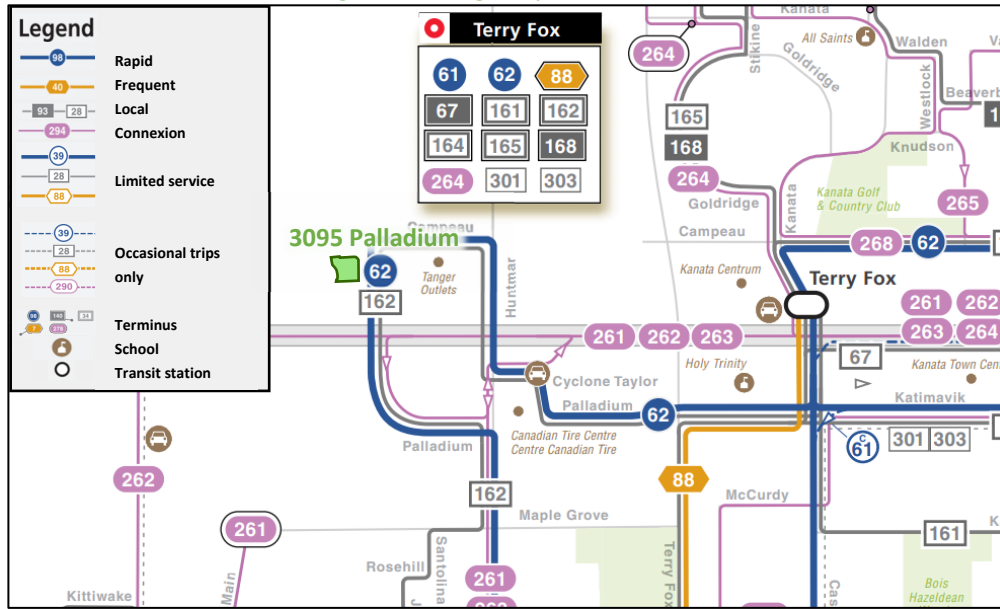 Legend
98 Rapid
40 Frequent
93 28 Local
294 Connexion
39
28 Limited service
88
39
28 Occasional trips
88 only
290
Terminus
School
Transit station
Terry Fox
61 62 88
67 161 162
164 165 168
264 301 303
264
Stikine
Kanata
All Saints
Goldridge
Walden
Westlock
Knudson
165
168
264
Goldridge
Kanata
Kanata Golf
& Country Club
265
Campeau
268 62
Kanata Centrum
Terry Fox
3095 Palladium
Campeau
62
162
Tanger
Outlets
Huntmar
261 262 263
261 262
263 264
67
Holy Trinity
Kanata Town Cen
Cyclone Taylor
Palladium
62
Katimavik
C
61
301 303
Canadian Tire Centre
Centre Canadian Tire
Palladium
262
162
88
McCurdy
261
Maple Grove
161
Main
Rosehill
Santolina
Terry Fox
261
Kittiwake
Bois
Hazeldean